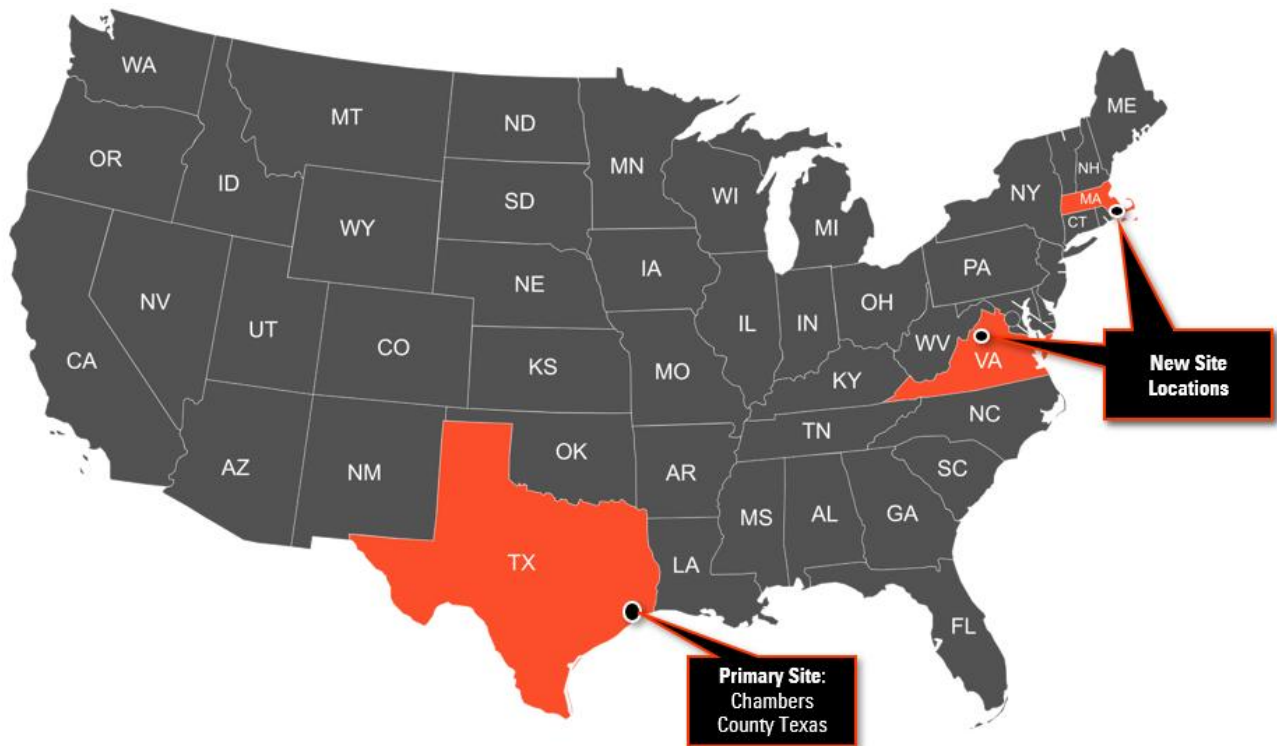 WA
MT
ND
MN
ME
OR
ID
SD
WI
MI
NY
NH
MA
CT
WY
IA
PA
NE
NV
UT
CO
IL
IN
OH
WV
VA
CA
KS
MO
KY
New Site
Locations
AZ
NM
OK
AR
TN
NC
SC
TX
LA
MS
AL
GA
FL
Primary Site:
Chambers
County Texas